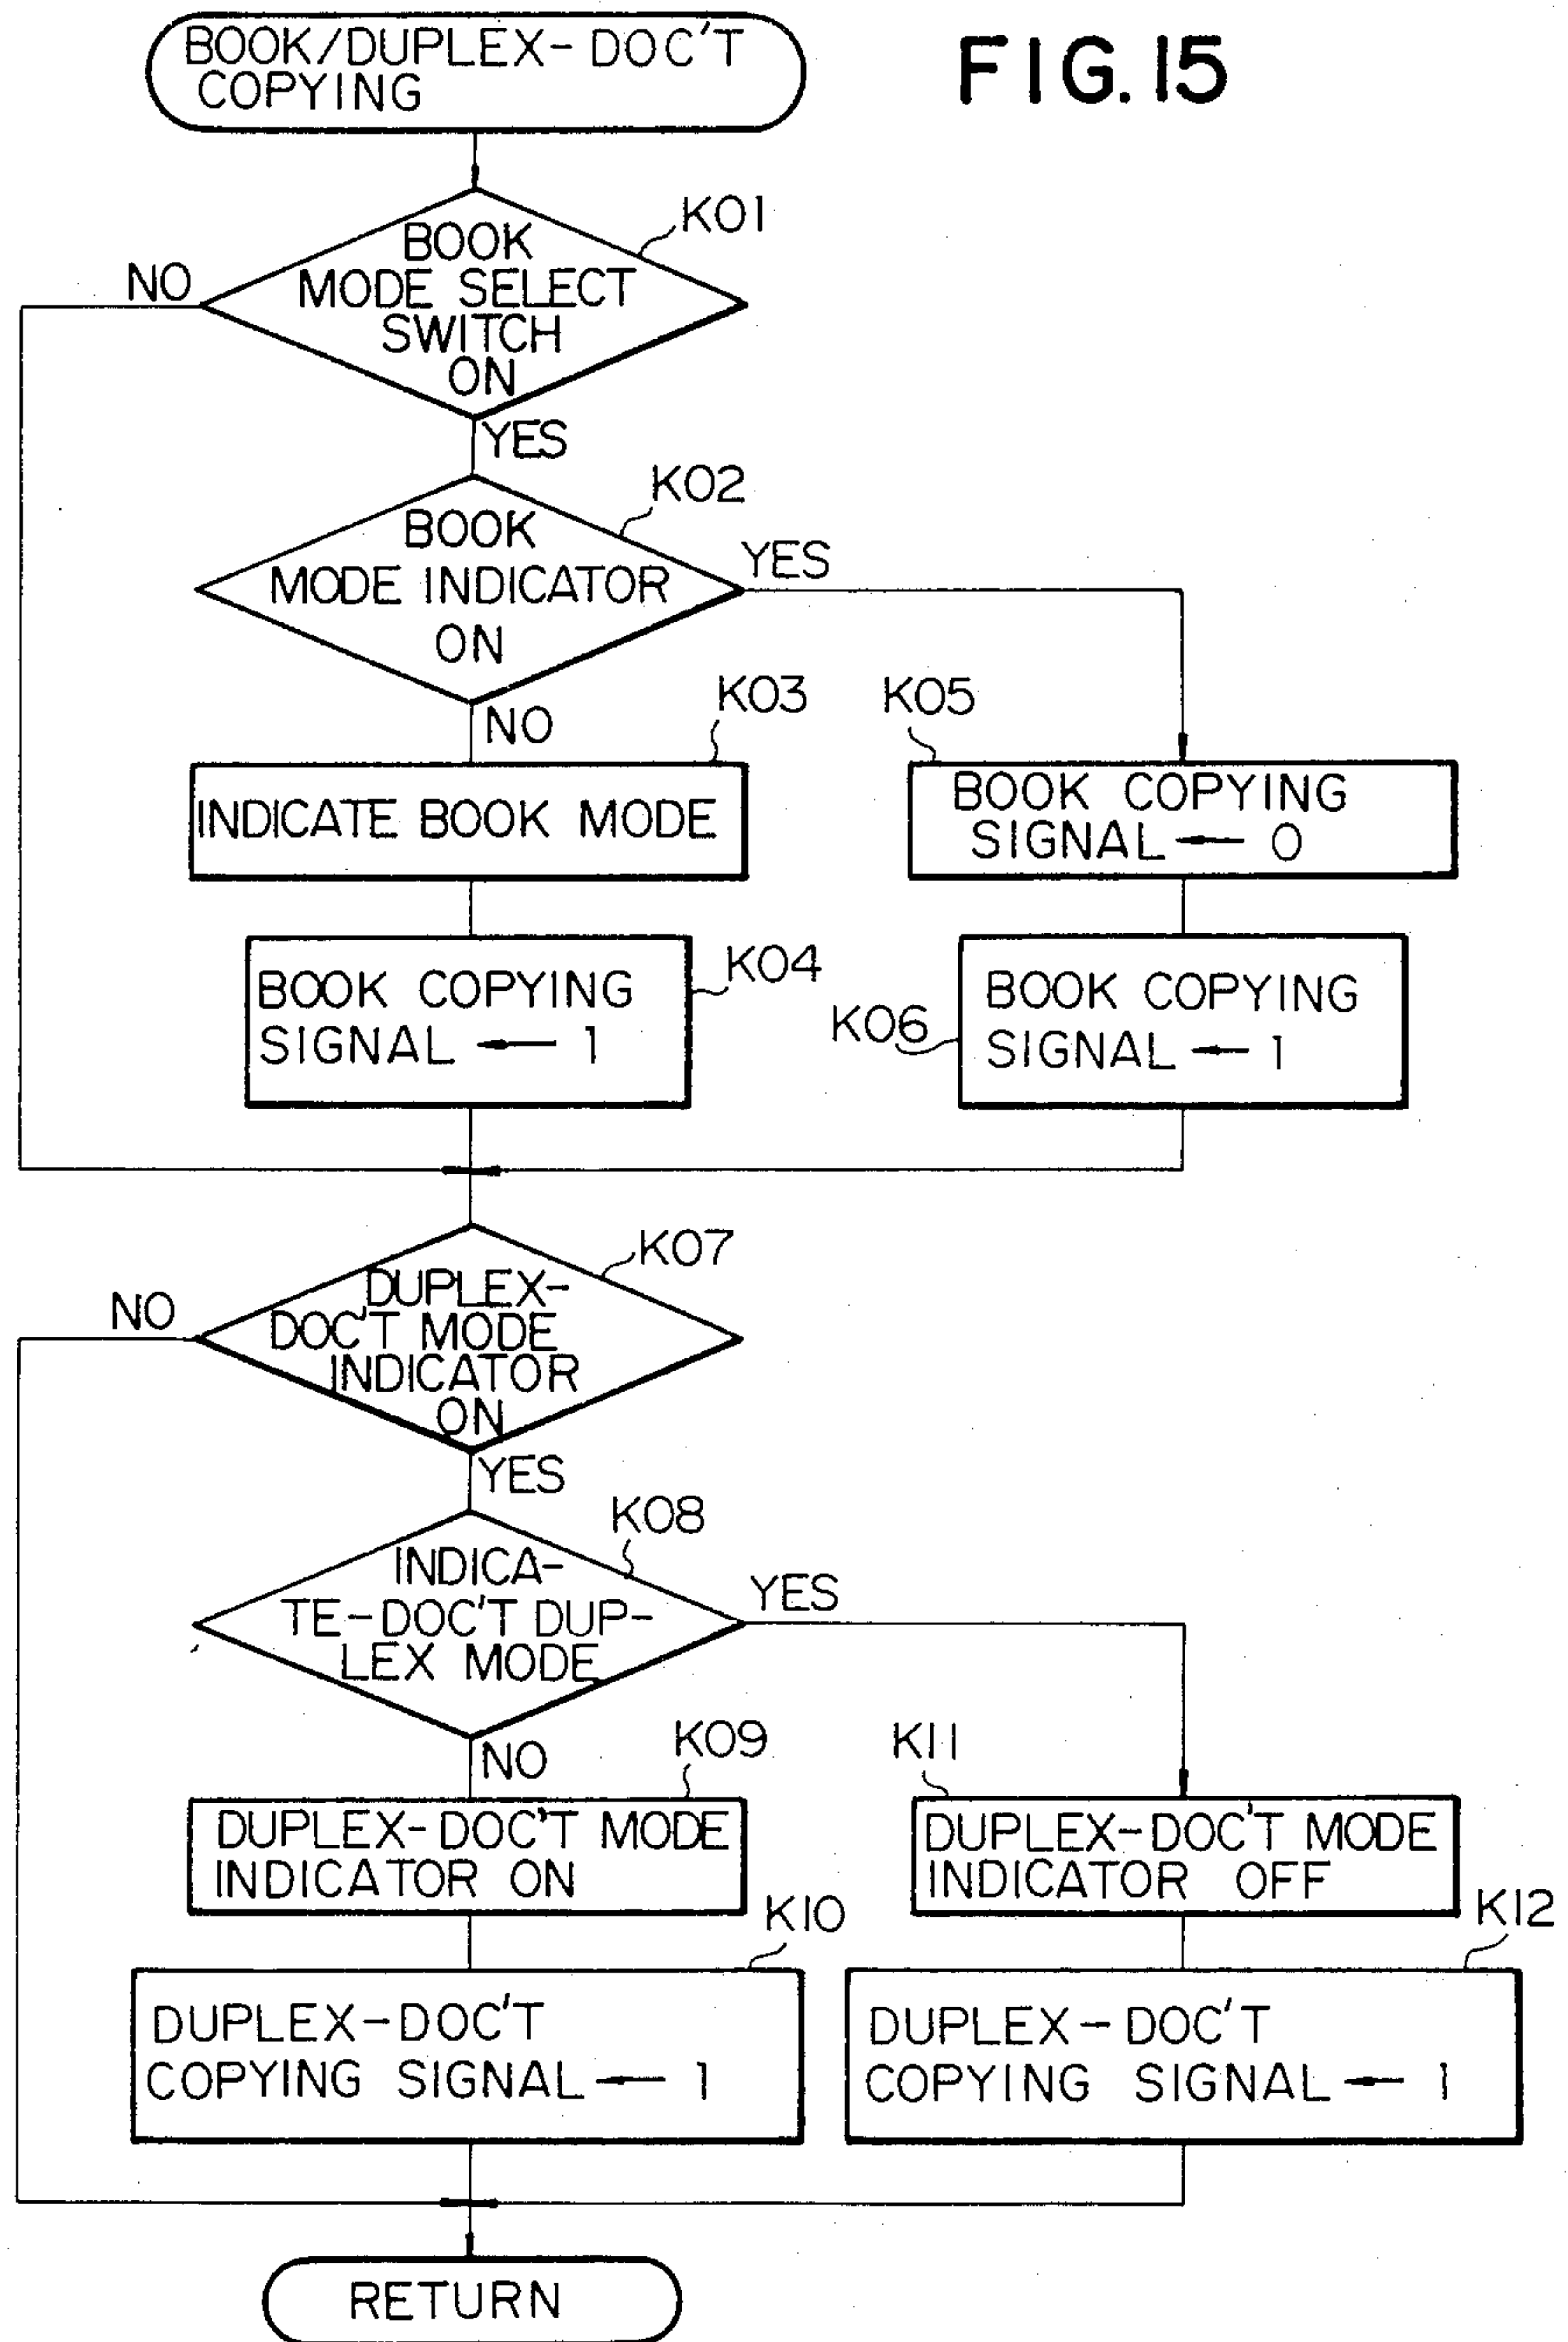 BOOK/DUPLEX-DOC'T
COPYING
FIG. 15
K01
BOOK
MODE SELECT
SWITCH
ON
NO
YES
K02
BOOK
MODE INDICATOR
ON
YES
NO
K03
INDICATE BOOK MODE
K05
BOOK COPYING
SIGNAL ← 0
K04
BOOK COPYING
SIGNAL ← 1
K06
BOOK COPYING
SIGNAL ← 1
K07
DUPLEX-
DOC'T MODE
INDICATOR
ON
NO
YES
K08
INDICA-
TE-DOC'T DUP-
LEX MODE
YES
NO
K09
DUPLEX-DOC'T MODE
INDICATOR ON
K11
DUPLEX-DOC'T MODE
INDICATOR OFF
K10
DUPLEX-DOC'T
COPYING SIGNAL ← 1
K12
DUPLEX-DOC'T
COPYING SIGNAL ← 1
RETURN